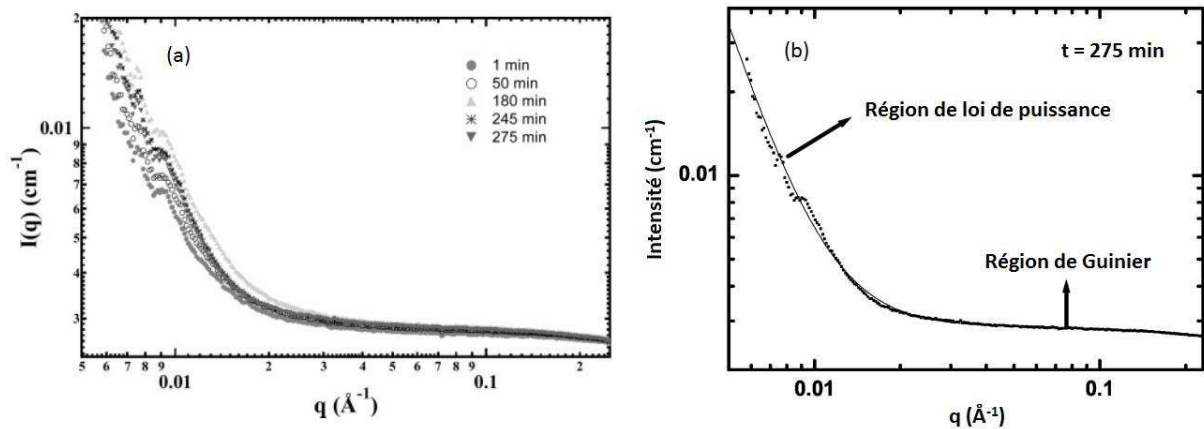 (a)
1 min
50 min
180 min
245 min
275 min
2
0.01
9
8
7
6
5
4
3
I(q) (cm⁻¹)
5 6 7 8 9 2 3 4 5 6 7 8 9 2
0.01 0.1
q (Å⁻¹)
(b)
t = 275 min
Région de loi de puissance
Région de Guinier
0.01
Intensité (cm⁻¹)
0.01 0.1
q (Å⁻¹)